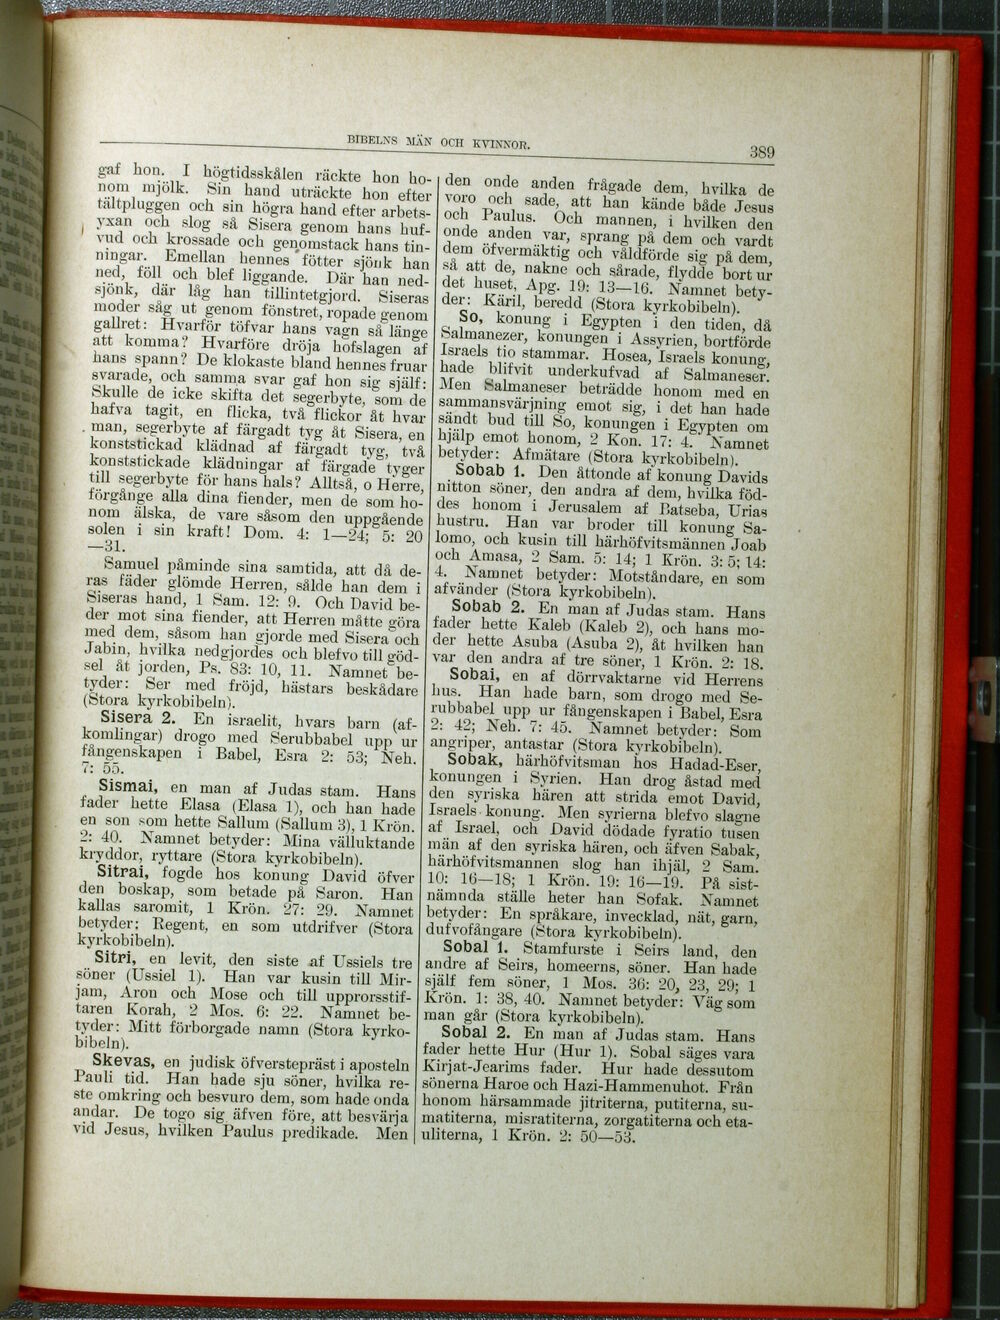 BIBELNS MÄN OCH KVINNOR.
389
gaf hon. I högtidsskålen räckte hon ho-
nom mjölk. Sin hand uträckte hon efter
tältpluggen och sin högra hand efter arbets-
yxan och slog så Sisera genom hans huf-
vud och krossade och genomstack hans tin-
ningar. Emellan hennes fötter sjönk han
ned, föll och blef liggande. Där han ned-
sjönk, där låg han tillintetgjord. Siseras
moder såg ut genom fönstret, ropade genom
gallret: Hvarför töfvar hans vagn så länge
att komma? Hvarföre dröja hofslagen af
hans spann? De klokaste bland hennes fruar
svarade, och samma svar gaf hon sig själf:
Skulle de icke skifta det segerbyte, som de
hafva tagit, en flicka, två flickor åt hvar
man, segerbyte af färgadt tyg åt Sisera, en
konststickad klädnad af färgadt tyg, två
konststickade klädningar af färgade tyger
till segerbyte för hans hals? Alltså, o Herre,
förgånge alla dina fiender, men de som ho-
nom älska, de vare såsom den uppgående
solen i sin kraft! Dom. 4: 1—24; 5: 20
—31.
Samuel påminde sina samtida, att då de-
ras fäder glömde Herren, sålde han dem i
Siseras hand, 1 Sam. 12: 9. Och David be-
der mot sina fiender, att Herren måtte göra
med dem, såsom han gjorde med Sisera och
Jabin, hvilka nedgjordes och blefvo till göd-
sel åt jorden, Ps. 83: 10, 11. Namnet be-
tyder: Ser med fröjd, hästars beskådare
(Stora kyrkobibeln).
Sisera 2. En israelit, hvars barn (af-
komlingar) drogo med Serubbabel upp ur
fångenskapen i Babel, Esra 2: 53; Neh.
7: 55.
Sismai, en man af Judas stam. Hans
fader hette Elasa (Elasa 1), och han hade
en son som hette Sallum (Sallum 3), 1 Krön.
2: 40. Namnet betyder: Mina välluktande
kryddor, ryttare (Stora kyrkobibeln).
Sitrai, fogde hos konung David öfver
den boskap, som betade på Saron. Han
kallas saromit, 1 Krön. 27: 29. Namnet
betyder: Regent, en som utdrifver (Stora
kyrkobibeln).
Sitri, en levit, den siste af Ussiels tre
söner (Ussiel 1). Han var kusin till Mir-
jam, Aron och Mose och till upprorsstif-
taren Korah, 2 Mos. 6: 22. Namnet be-
tyder: Mitt förborgade namn (Stora kyrko-
bibeln).
Skevas, en judisk öfverstepräst i aposteln
Pauli tid. Han hade sju söner, hvilka re-
ste omkring och besvuro dem, som hade onda
andar. De togo sig äfven före, att besvärja
vid Jesus, hvilken Paulus predikade. Men
den onde anden frågade dem, hvilka de
voro och sade, att han kände både Jesus
och Paulus. Och mannen, i hvilken den
onde anden var, sprang på dem och vardt
dem öfvermäktig och våldförde sig på dem,
så att de, nakne och sårade, flydde bort ur
det huset, Apg. 19: 13—16. Namnet bety-
der: Käril, beredd (Stora kyrkobibeln).
So, konung i Egypten i den tiden, då
Salmanezer, konungen i Assyrien, bortförde
Israels tio stammar. Hosea, Israels konung,
hade blifvit underkufvad af Salmaneser.
Men Salmaneser beträdde honom med en
sammansvärjning emot sig, i det han hade
sändt bud till So, konungen i Egypten om
hjälp emot honom, 2 Kon. 17: 4. Namnet
betyder: Afmätare (Stora kyrkobibeln).
Sobab 1. Den åttonde af konung Davids
nitton söner, den andra af dem, hvilka föd-
des honom i Jerusalem af Batseba, Urias
hustru. Han var broder till konung Sa-
lomo, och kusin till härhöfvitsmännen Joab
och Amasa, 2 Sam. 5: 14; 1 Krön. 3: 5; 14:
4. Namnet betyder: Motståndare, en som
afvänder (Stora kyrkobibeln).
Sobab 2. En man af Judas stam. Hans
fader hette Kaleb (Kaleb 2), och hans mo-
der hette Asuba (Asuba 2), åt hvilken han
var den andra af tre söner, 1 Krön. 2: 18.
Sobai, en af dörrvaktarne vid Herrens
hus. Han hade barn, som drogo med Se-
rubbabel upp ur fångenskapen i Babel, Esra
2: 42; Neh. 7: 45. Namnet betyder: Som
angriper, antastar (Stora kyrkobibeln).
Sobak, härhöfvitsman hos Hadad-Eser,
konungen i Syrien. Han drog åstad med
den syriska hären att strida emot David,
Israels konung. Men syrierna blefvo slagne
af Israel, och David dödade fyratio tusen
män af den syriska hären, och äfven Sabak,
härhöfvitsmannen slog han ihjäl, 2 Sam.
10: 16—18; 1 Krön. 19: 16—19. På sist-
nämnda ställe heter han Sofak. Namnet
betyder: En språkare, invecklad, nät, garn,
dufvofångare (Stora kyrkobibeln).
Sobal 1. Stamfurste i Seirs land, den
andre af Seirs, homeerns, söner. Han hade
själf fem söner, 1 Mos. 36: 20, 23, 29; 1
Krön. 1: 38, 40. Namnet betyder: Väg som
man går (Stora kyrkobibeln).
Sobal 2. En man af Judas stam. Hans
fader hette Hur (Hur 1). Sobal säges vara
Kirjat-Jearims fader. Hur hade dessutom
sönerna Haroe och Hazi-Hammenuhot. Från
honom härsammade jitriterna, putiterna, su-
matiterna, misratiterna, zorgatiterna och eta-
uliterna, 1 Krön. 2: 50—53.